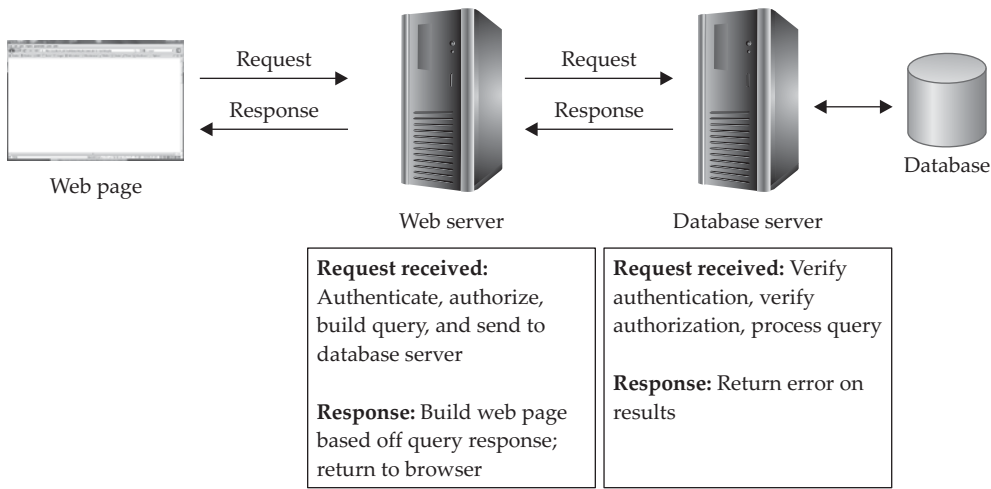 Request
Response
Request
Response
Web page
Web server
Database server
Database
Request received:
Authenticate, authorize,
build query, and send to
database server
Response: Build web page
based off query response;
return to browser
Request received: Verify
authentication, verify
authorization, process query
Response: Return error on
results